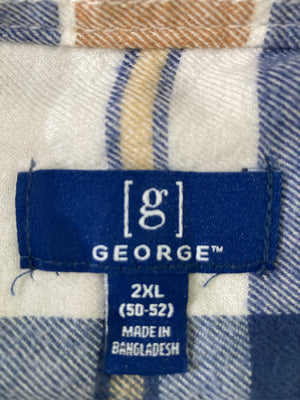 [g]
GEORGE™
2XL
(50-52)
MADE IN
BANGLADESH